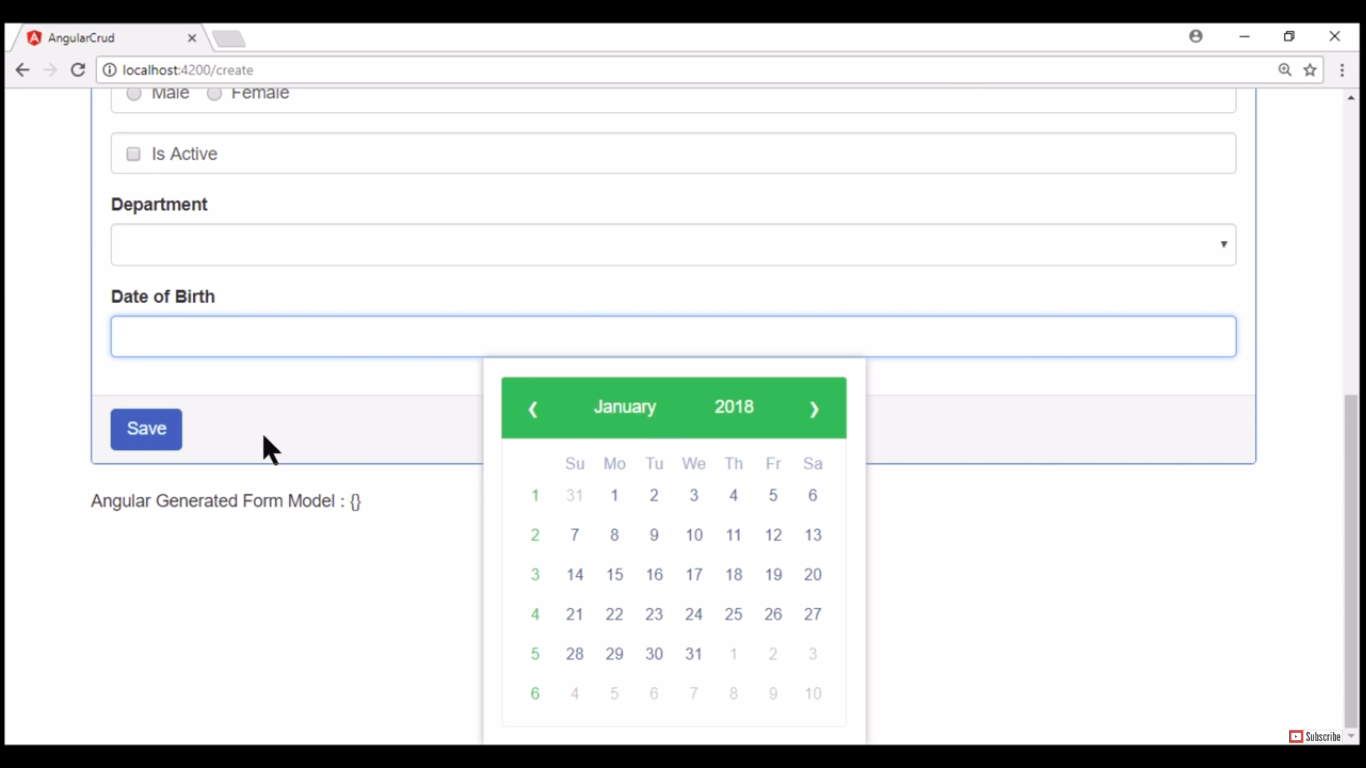 AngularCrud
localhost:4200/create
Male Female
Is Active
Department
Date of Birth
January 2018
Su Mo Tu We Th Fr Sa
1 31 1 2 3 4 5 6
2 7 8 9 10 11 12 13
3 14 15 16 17 18 19 20
4 21 22 23 24 25 26 27
5 28 29 30 31 1 2 3
6 4 5 6 7 8 9 10
Save
Angular Generated Form Model : {}
Subscribe